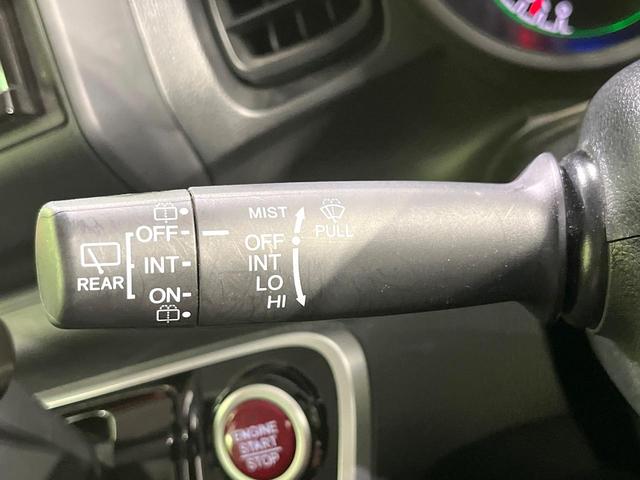 MIST
OFF
PULL
REAR
INT
ON
OFF
INT
LO
HI
ENGINE
START
STOP